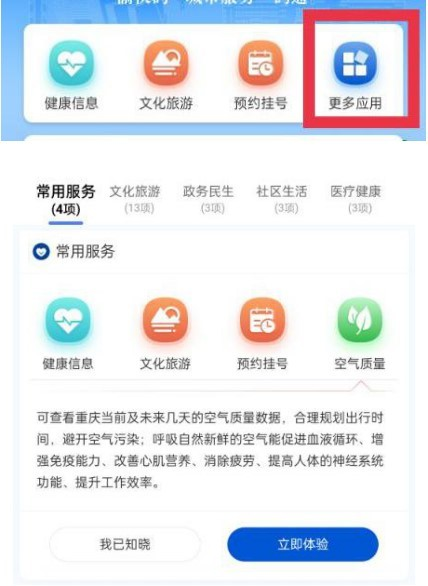 健康信息 文化旅游 预约挂号 更多应用
常用服务 文化旅游 政务民生 社区生活 医疗健康
(4项) (13项) (3项) (3项) (3项)
常用服务
健康信息 文化旅游 预约挂号 空气质量
可查看重庆当前及未来几天的空气质量数据，合理规划出行时
间，避开空气污染；呼吸自然新鲜的空气能促进血液循环、增
强免疫能力、改善心肌营养、消除疲劳、提高人体的神经系统
功能、提升工作效率。
我已知晓 立即体验